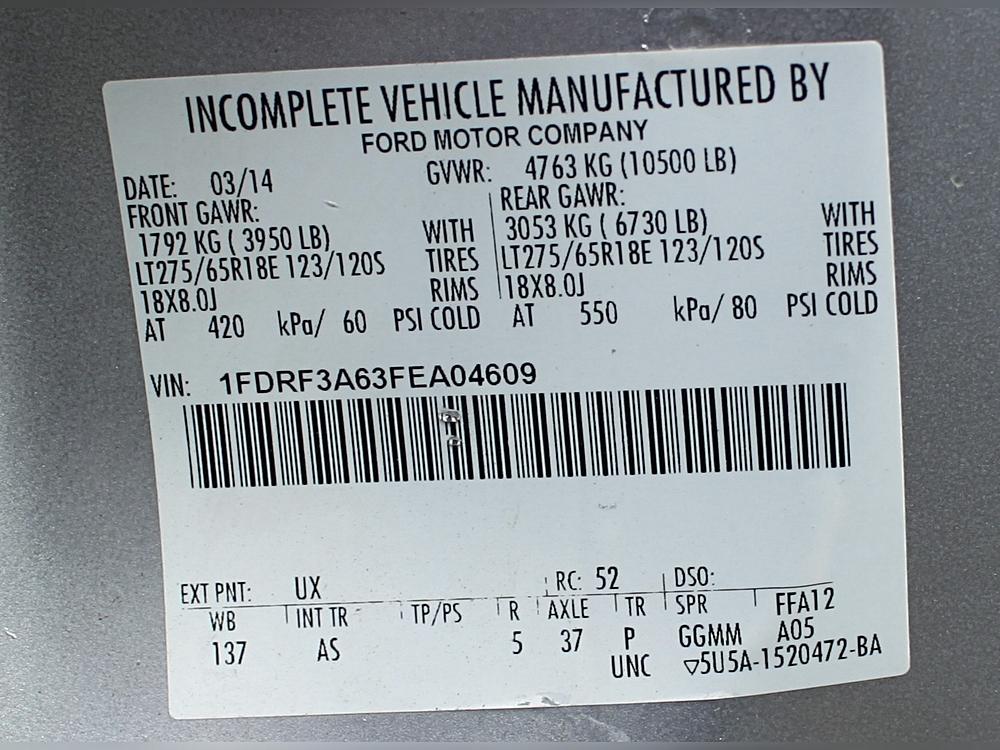 INCOMPLETE VEHICLE MANUFACTURED BY
FORD MOTOR COMPANY
DATE: 03/14 GVWR: 4763 KG (10500 LB)
FRONT GAWR: REAR GAWR:
1792 KG ( 3950 LB) WITH 3053 KG ( 6730 LB) WITH
LT275/65R18E 123/120S TIRES LT275/65R18E 123/120S TIRES
18X8.0J RIMS 18X8.0J RIMS
AT 420 kPa/ 60 PSI COLD AT 550 kPa/ 80 PSI COLD
VIN: 1FDRF3A63FEA04609
EXT PNT: UX RC: 52 DSO:
WB INT TR TP/PS R AXLE TR SPR FFA12
137 AS 5 37 P GGMM A05
UNC ▽5U5A-1520472-BA